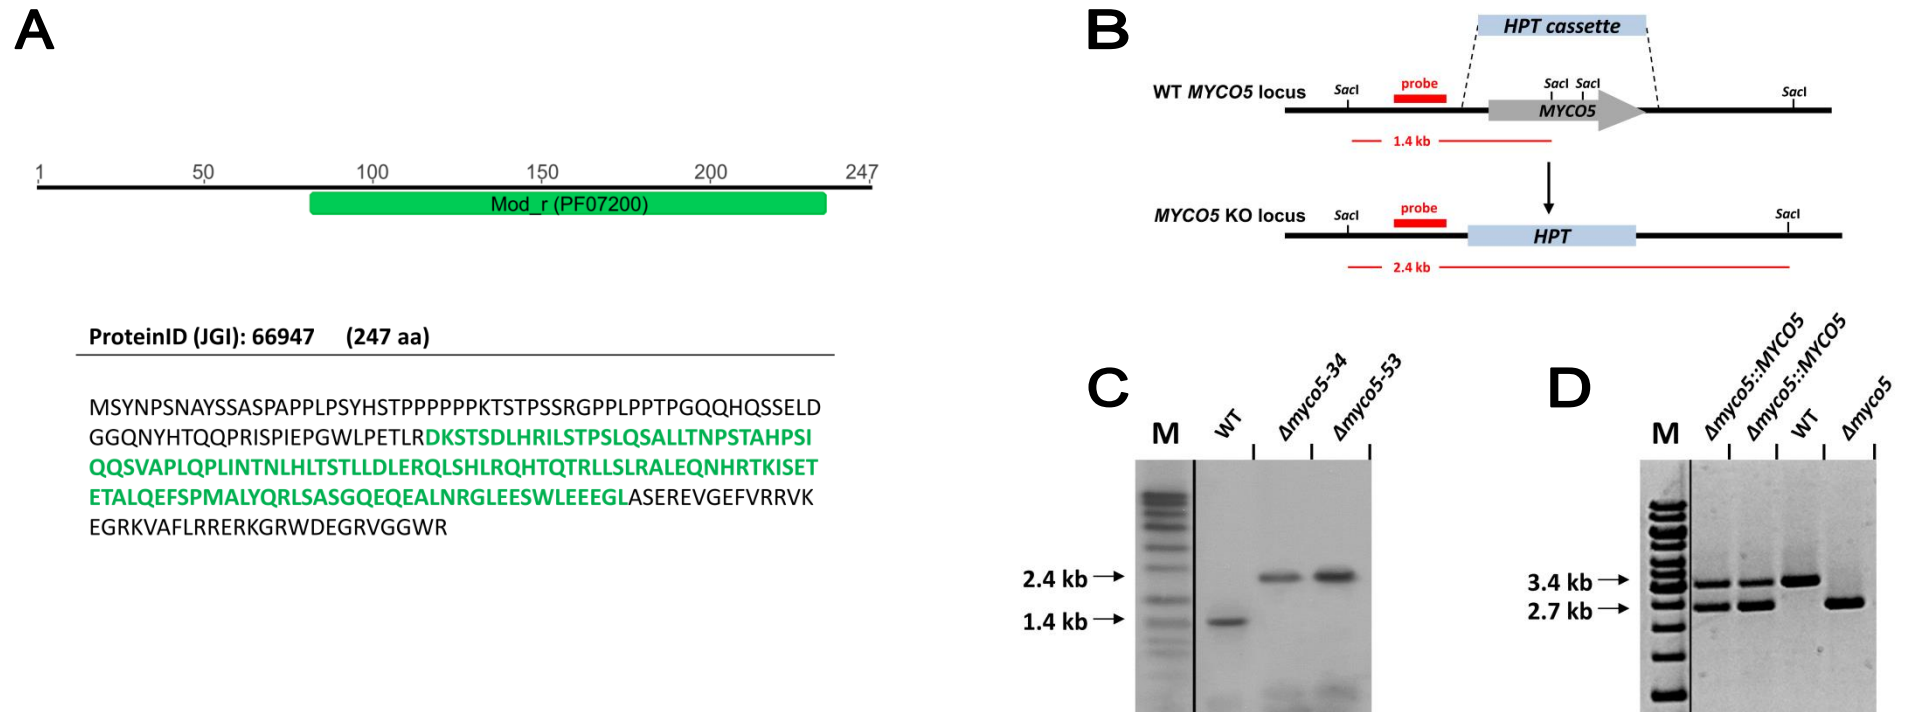 A
1 50 100 150 200 247
Mod_r (PF07200)
ProteinID (JGI): 66947 (247 aa)
MSYNPSNAYSSASPAPPLPSYHSTPPPPPPKTSTPSSRGPPLPPTPGQQHQSSELD
GGQNYHTQQPRISPIEPGWLPETLRDKSTSDLHRILSTPSLQSALLTNPSTAHPSI
QQSVAPLQPLINTNLHLTSTLLDLERQLSHLRQHTQTRLLSLRALEQNHRTKISET
ETALQEFSPMALYQRLSASGQEQEALNRGLEESWLEEEGLASEREVGEFVRRVK
EGRKVAFLRRERKGRWDEGRVGGWR
B
HPT cassette
WT MYCO5 locus
SacI
probe
SacI SacI
SacI
MYCO5
1.4 kb
MYCO5 KO locus
SacI
probe
SacI
HPT
2.4 kb
C
M WT Δmyco5-34 Δmyco5-53
2.4 kb
1.4 kb
D
M Δmyco5::MYCO5 Δmyco5::MYCO5 WT Δmyco5
3.4 kb
2.7 kb